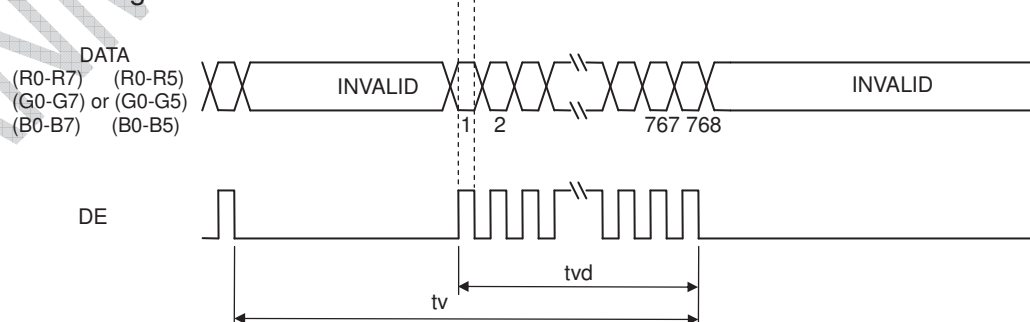 DATA
(R0-R7) (R0-R5)
(G0-G7) or (G0-G5)
(B0-B7) (B0-B5)
INVALID
INVALID
1 2 767 768
DE
tvd
tv